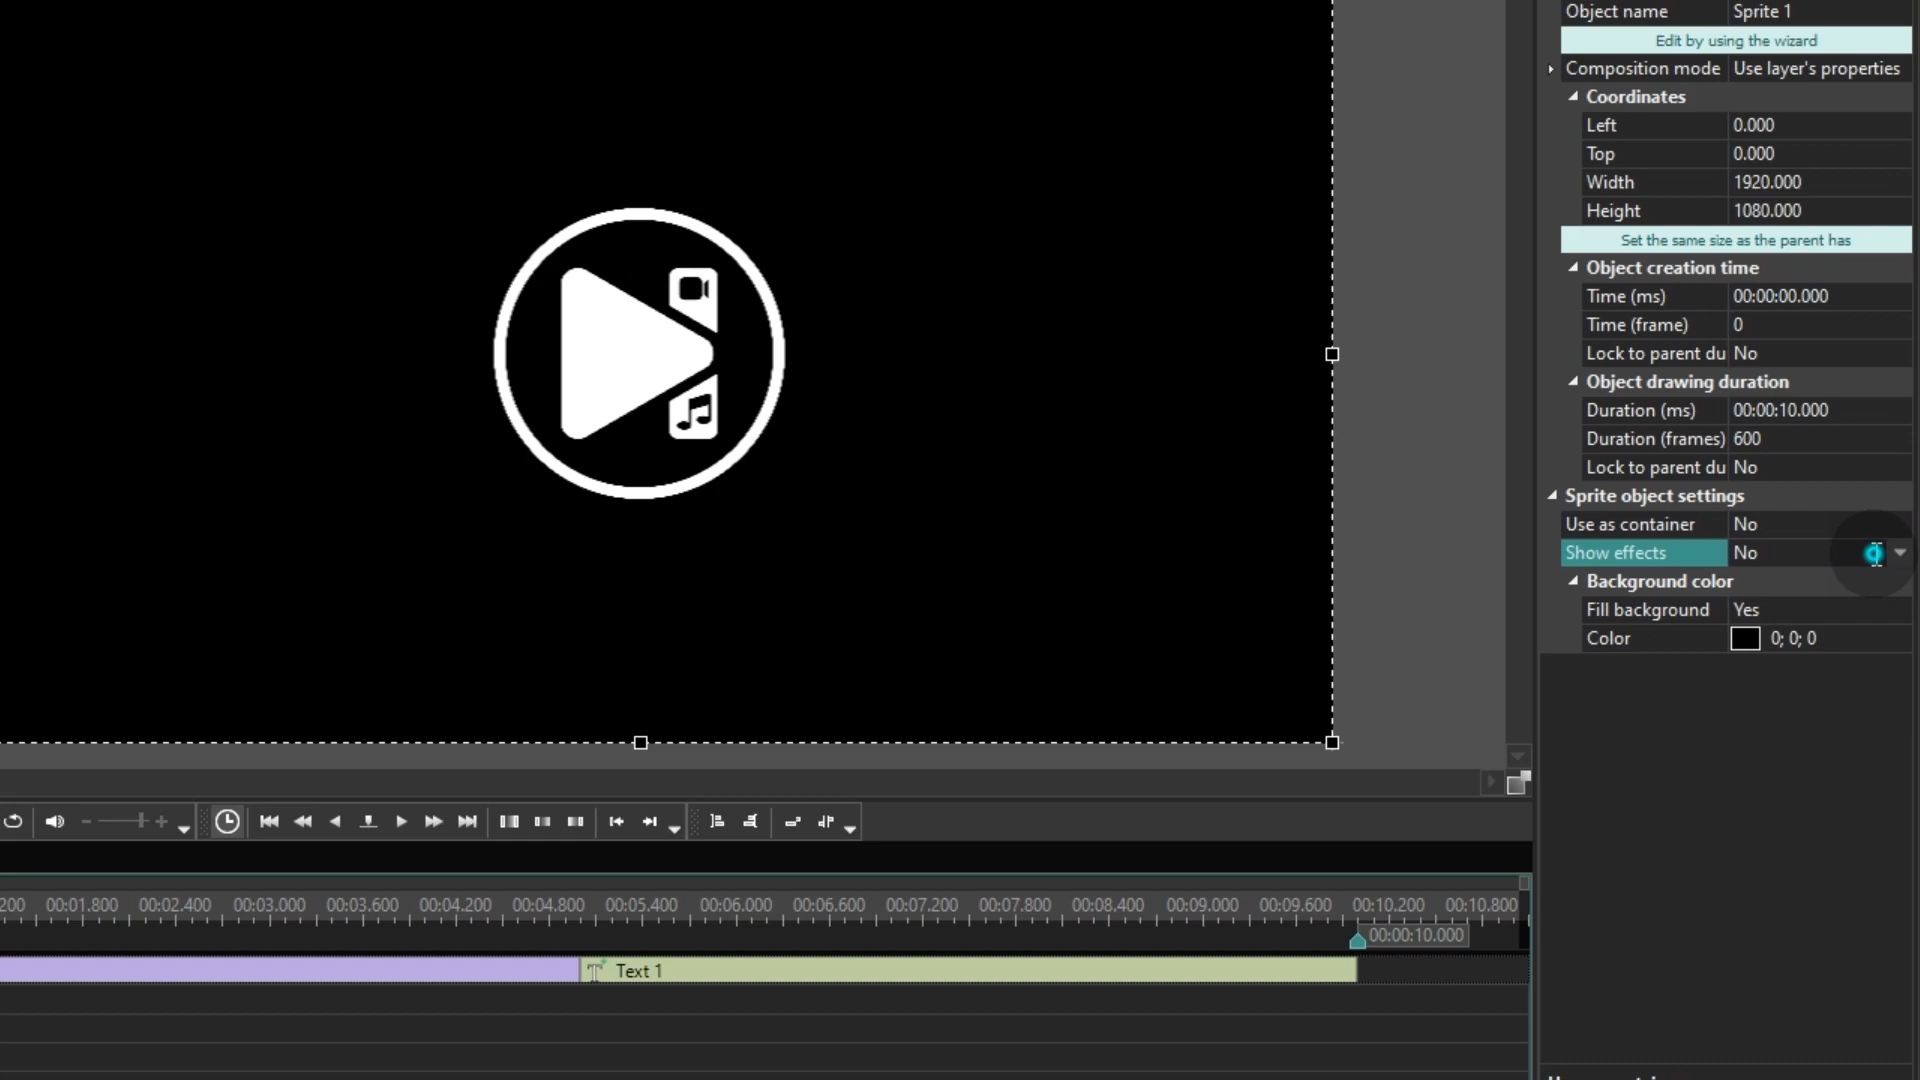 Object name Sprite 1
Edit by using the wizard
Composition mode Use layer's properties
Coordinates
Left 0.000
Top 0.000
Width 1920.000
Height 1080.000
Set the same size as the parent has
Object creation time
Time (ms) 00:00:00.000
Time (frame) 0
Lock to parent du No
Object drawing duration
Duration (ms) 00:00:10.000
Duration (frames) 600
Lock to parent du No
Sprite object settings
Use as container No
Show effects No
Background color
Fill background Yes
Color 0; 0; 0
200 00:01.800 00:02.400 00:03.000 00:03.600 00:04.200 00:04.800 00:05.400 00:06.000 00:06.600 00:07.200 00:07.800 00:08.400 00:09.000 00:09.600 00:10.200 00:10.800
00:00:10.000
Text 1